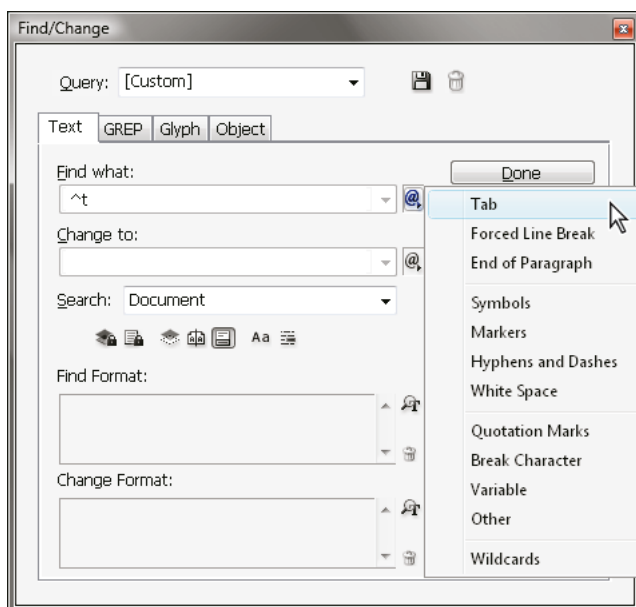 Find/Change
Query: [Custom]
Text GREP Glyph Object
Find what:
^t
Done
Change to:
Search: Document
Aa
Find Format:
Change Format:
Tab
Forced Line Break
End of Paragraph
Symbols
Markers
Hyphens and Dashes
White Space
Quotation Marks
Break Character
Variable
Other
Wildcards